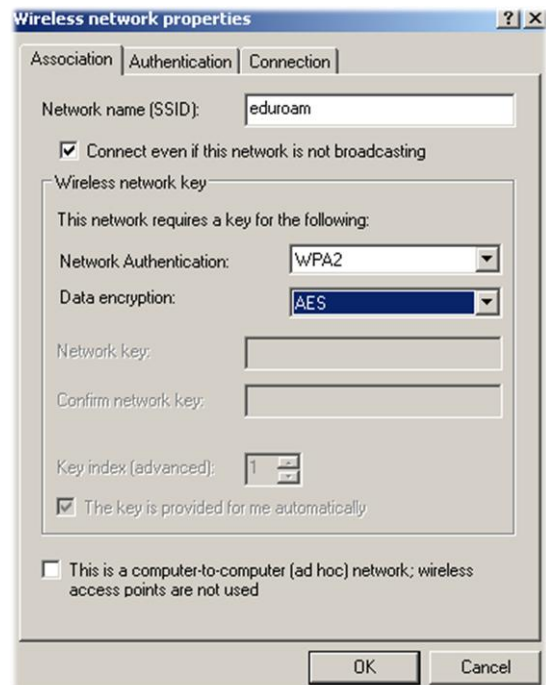 Wireless network properties
Association Authentication Connection
Network name (SSID): eduroam
Connect even if this network is not broadcasting
Wireless network key
This network requires a key for the following:
Network Authentication: WPA2
Data encryption: AES
Network key:
Confirm network key:
Key index (advanced): 1
The key is provided for me automatically
This is a computer-to-computer (ad hoc) network; wireless
access points are not used
OK Cancel